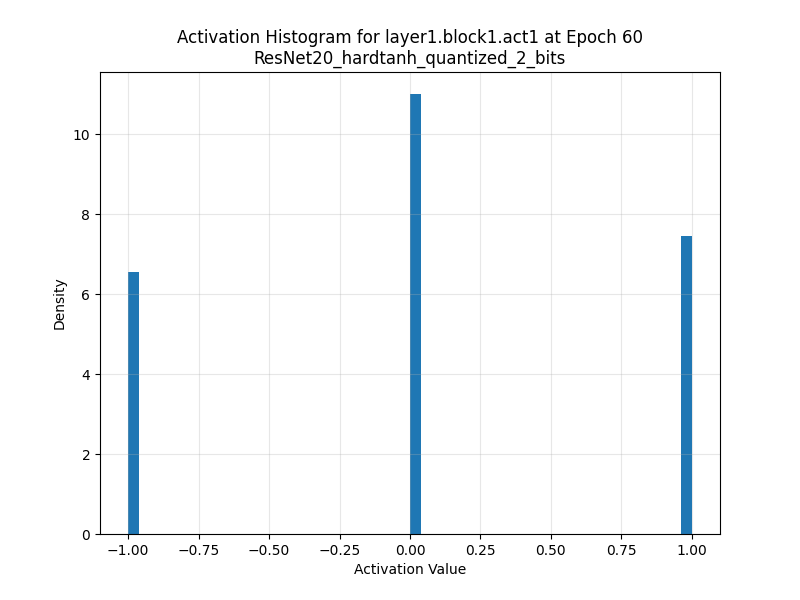 Activation Histogram for layer1.block1.act1 at Epoch 60
ResNet20_hardtanh_quantized_2_bits
10
8
6
4
2
0
Density
−1.00 −0.75 −0.50 −0.25 0.00 0.25 0.50 0.75 1.00
Activation Value